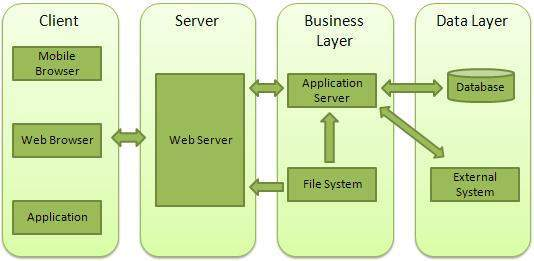 Client
Mobile
Browser
Web Browser
Application
Server
Web Server
Business
Layer
Application
Server
File System
Data Layer
Database
External
System